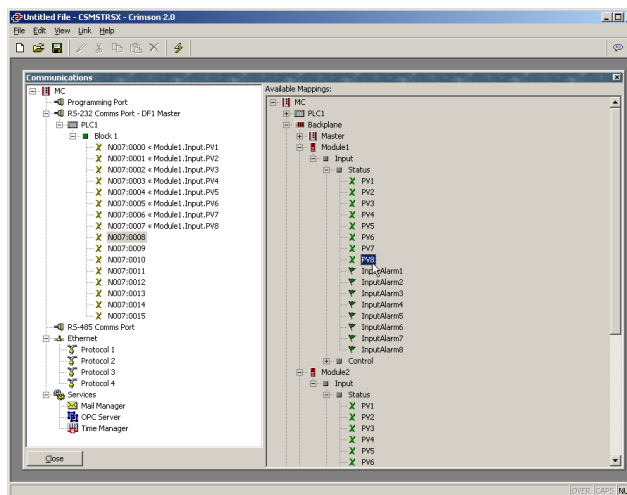 Untitled File - CSMSTRSX - Crimson 2.0
File Edit View Link Help
Communications
MC
Programming Port
RS-232 Comms Port - DF1 Master
PLC1
Block 1
N007:0000 « Module1.Input.PV1
N007:0001 « Module1.Input.PV2
N007:0002 « Module1.Input.PV3
N007:0003 « Module1.Input.PV4
N007:0004 « Module1.Input.PV5
N007:0005 « Module1.Input.PV6
N007:0006 « Module1.Input.PV7
N007:0007 « Module1.Input.PV8
N007:0008
N007:0009
N007:0010
N007:0011
N007:0012
N007:0013
N007:0014
N007:0015
RS-485 Comms Port
Ethernet
Protocol 1
Protocol 2
Protocol 3
Protocol 4
Services
Mail Manager
OPC Server
Time Manager
Close
Available Mappings:
MC
PLC1
Backplane
Master
Module1
Input
Status
PV1
PV2
PV3
PV4
PV5
PV6
PV7
PV8
InputAlarm1
InputAlarm2
InputAlarm3
InputAlarm4
InputAlarm5
InputAlarm6
InputAlarm7
InputAlarm8
Control
Module2
Input
Status
PV1
PV2
PV3
PV4
PV5
PV6
OVER CAPS NU